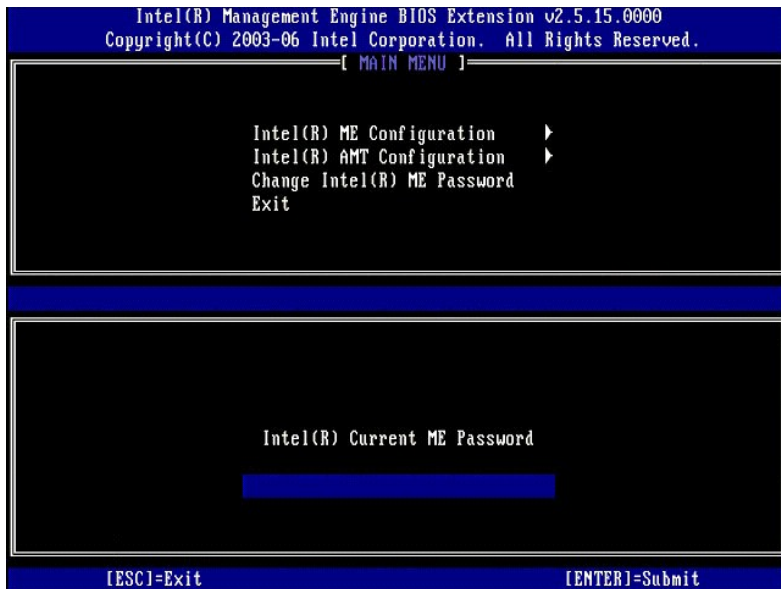 Intel(R) Management Engine BIOS Extension v2.5.15.0000
Copyright(C) 2003-06 Intel Corporation. All Rights Reserved.
[ MAIN MENU ]
Intel(R) ME Configuration
Intel(R) AMT Configuration
Change Intel(R) ME Password
Exit
Intel(R) Current ME Password
[ESC]=Exit [ENTER]=Submit